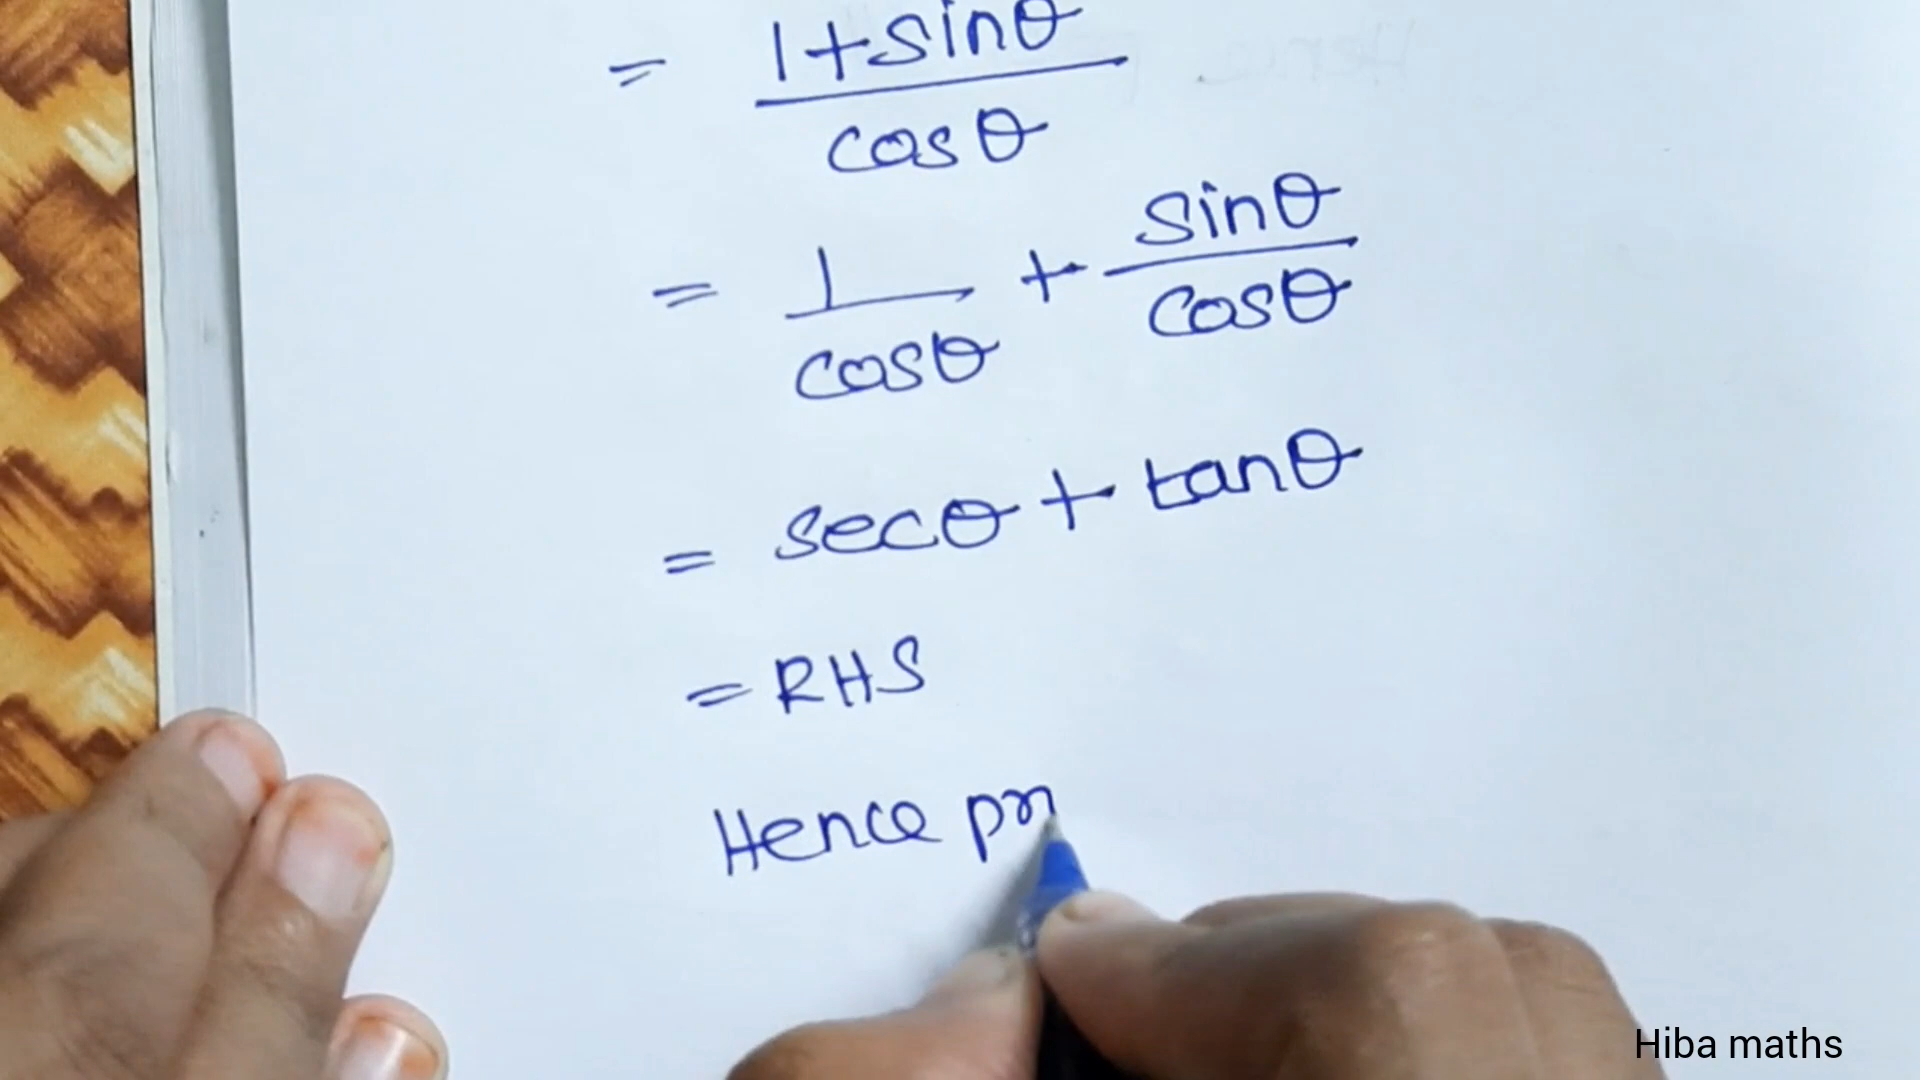 = 1+sinθ
cosθ
= 1/cosθ + sinθ/cosθ
= secθ + tanθ
= RHS
Hence pr
Hiba maths